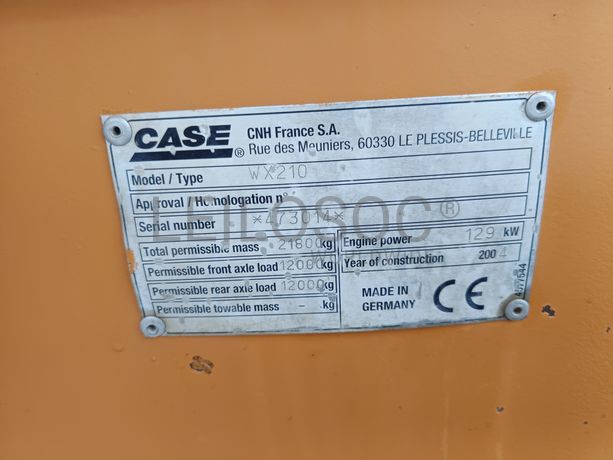 CASE ® CNH France S.A.
Rue des Meuniers, 60330 LE PLESSIS-BELLEVILLE
Model / Type WX210
Approval / Homologation n°
Serial number *473014*
LEILOSOC®
Total permissible mass 21800 kg
Permissible front axle load 12000 kg
Permissible rear axle load 12000 kg
Permissible towable mass - kg
Engine power 129 kW
Year of construction 2004
MADE IN
GERMANY
CE